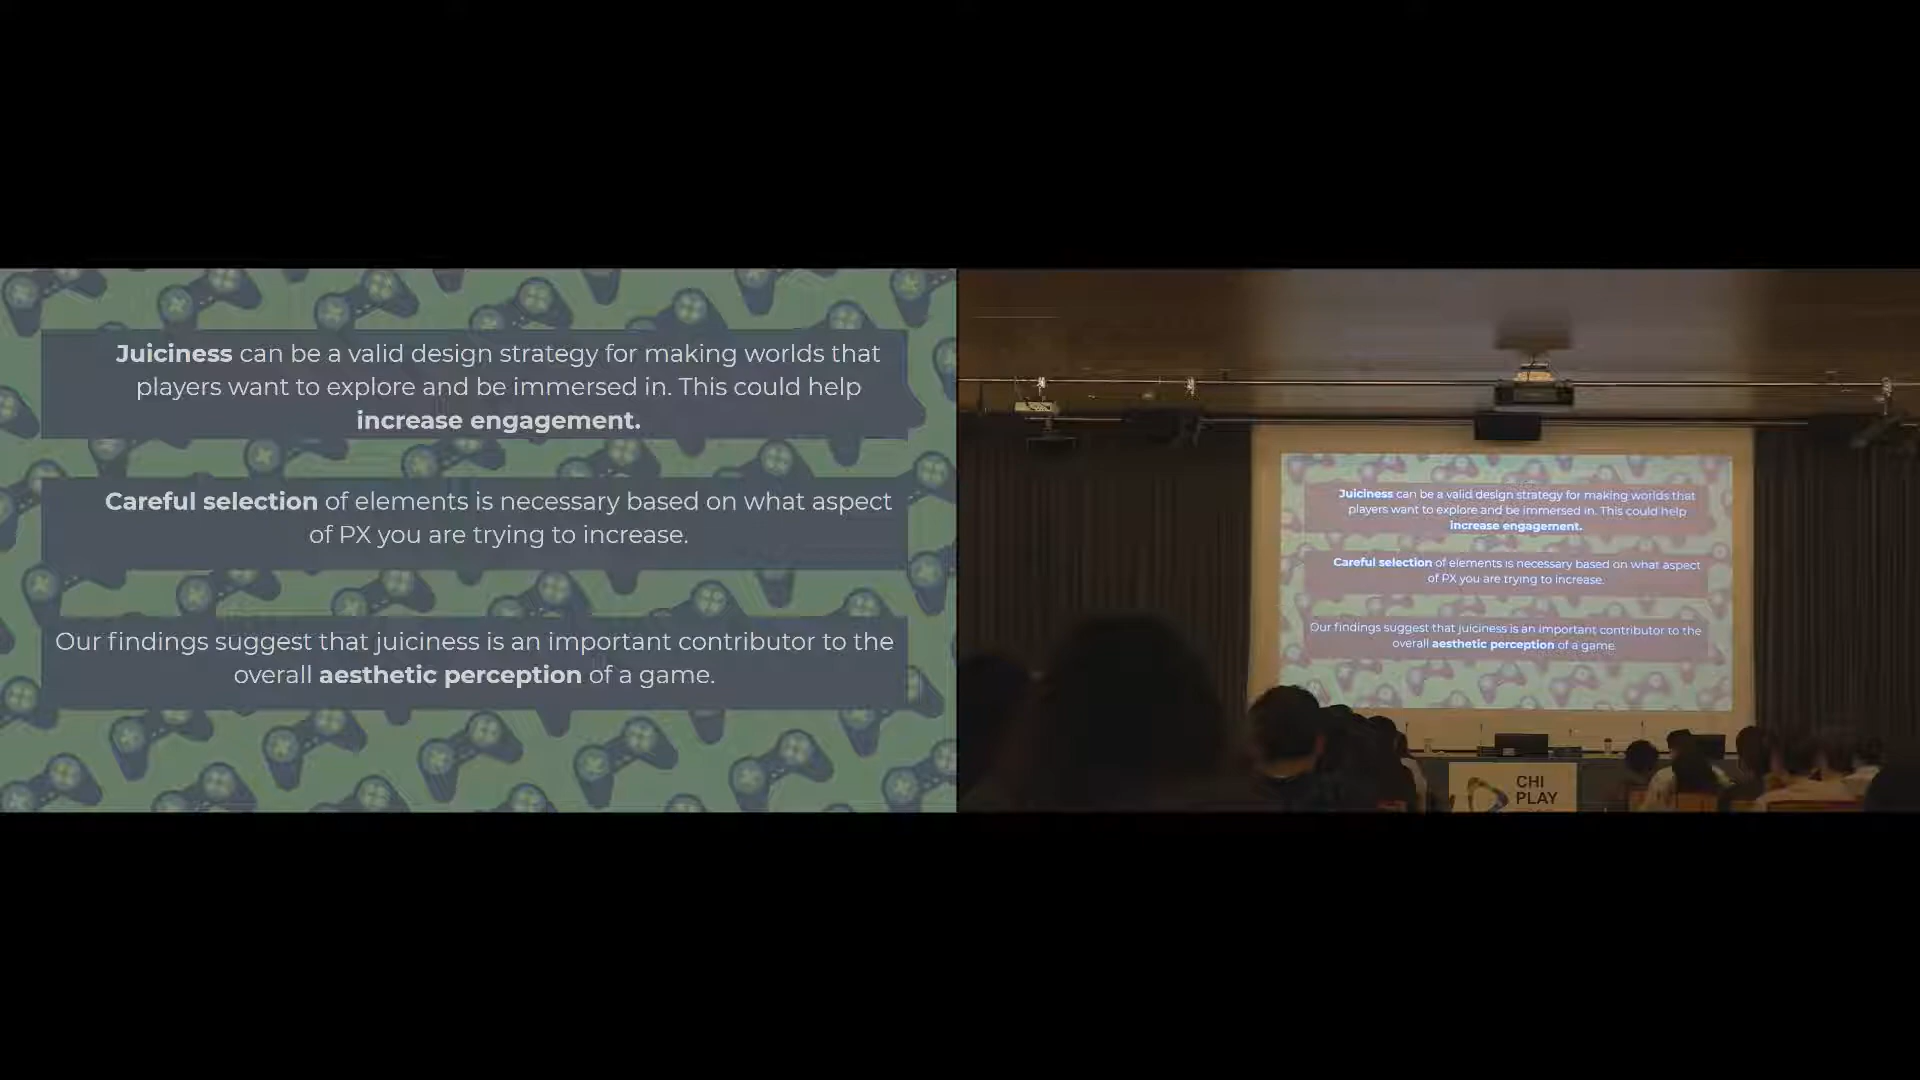 Juiciness can be a valid design strategy for making worlds that
players want to explore and be immersed in. This could help
increase engagement.
Careful selection of elements is necessary based on what aspect
of PX you are trying to increase.
Our findings suggest that juiciness is an important contributor to the
overall aesthetic perception of a game.
Juiciness can be a valid design strategy for making worlds that
players want to explore and be immersed in. This could help
increase engagement.
Careful selection of elements is necessary based on what aspect
of PX you are trying to increase.
Our findings suggest that juiciness is an important contributor to the
overall aesthetic perception of a game.
CHI
PLAY